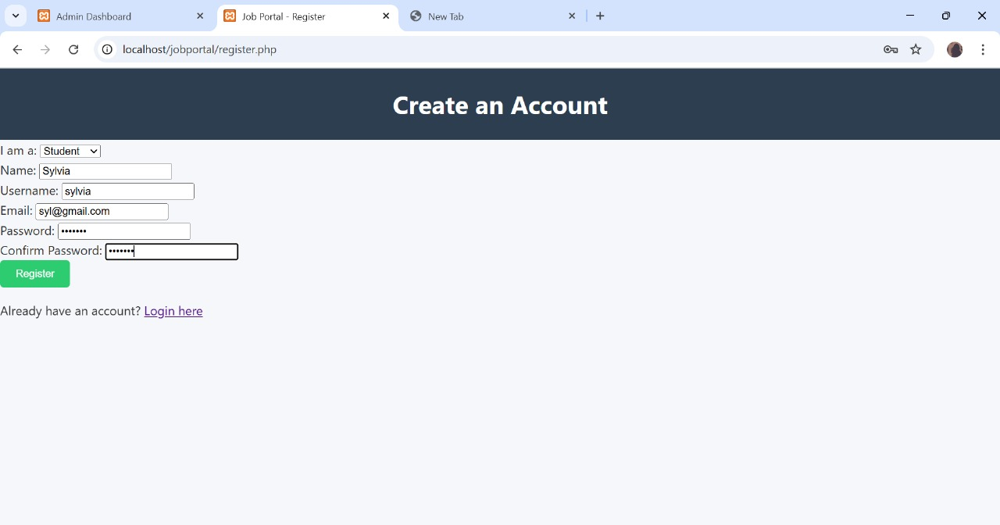 Admin Dashboard
Job Portal - Register
New Tab
localhost/jobportal/register.php
Create an Account
I am a: Student
Name: Sylvia
Username: sylvia
Email: syl@gmail.com
Password: •••••••
Confirm Password: •••••••
Register
Already have an account? Login here